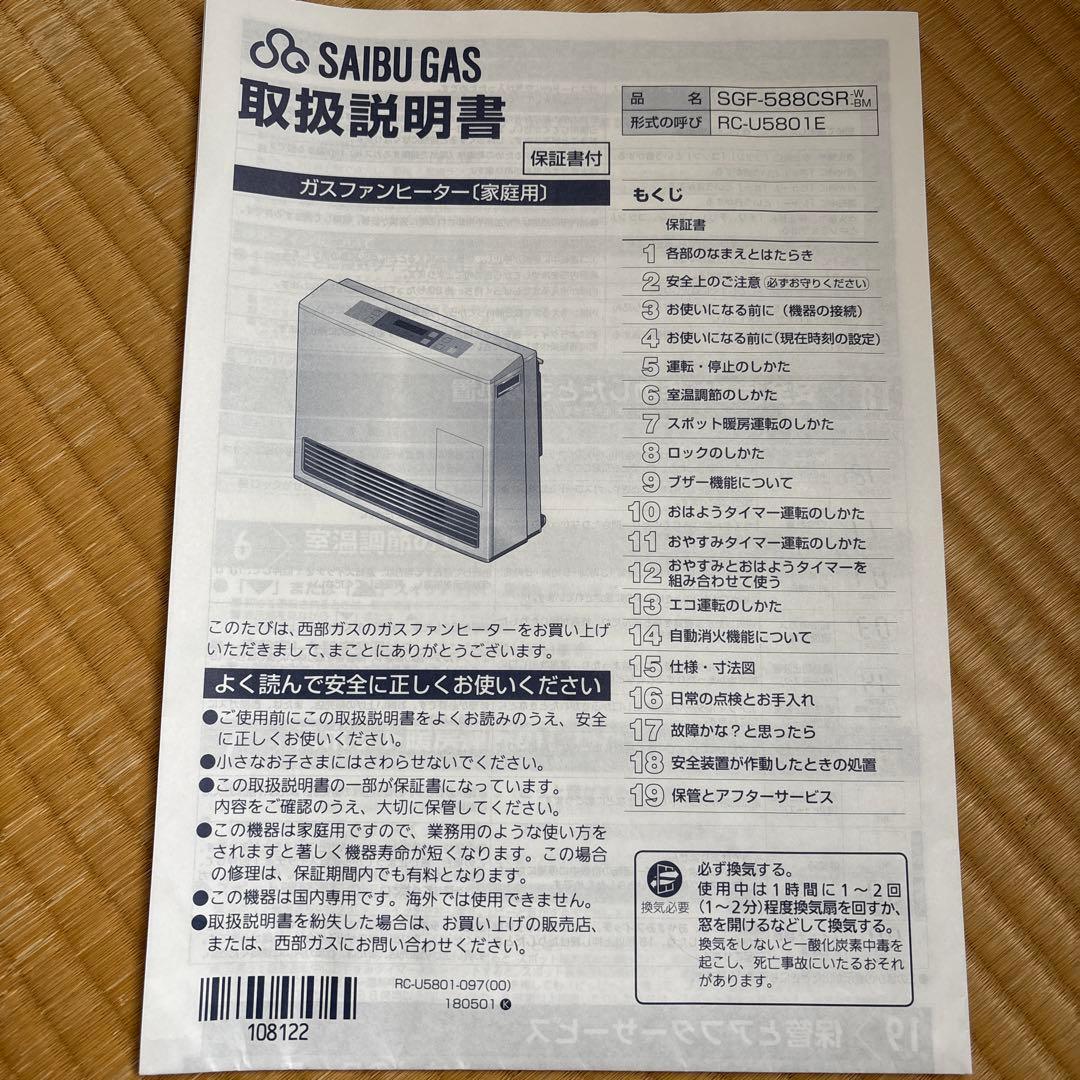 SAIBU GAS
取扱説明書
保証書付
ガスファンヒーター〔家庭用〕
品 名 SGF-588CSR-W -BM
形式の呼び RC-U5801E
もくじ
保証書
1 各部のなまえとはたらき
2 安全上のご注意 必ずお守りください
3 お使いになる前に（機器の接続）
4 お使いになる前に（現在時刻の設定）
5 運転・停止のしかた
6 室温調節のしかた
7 スポット暖房運転のしかた
8 ロックのしかた
9 ブザー機能について
10 おはようタイマー運転のしかた
11 おやすみタイマー運転のしかた
12 おやすみとおはようタイマーを
組み合わせて使う
13 エコ運転のしかた
14 自動消火機能について
15 仕様・寸法図
16 日常の点検とお手入れ
17 故障かな？と思ったら
18 安全装置が作動したときの処置
19 保管とアフターサービス
このたびは、西部ガスのガスファンヒーターをお買い上げ
いただきまして、まことにありがとうございます。
よく読んで安全に正しくお使いください
●ご使用前にこの取扱説明書をよくお読みのうえ、安全
に正しくお使いください。
●小さなお子さまにはさわらせないでください。
●この取扱説明書の一部が保証書になっています。
内容をご確認のうえ、大切に保管してください。
●この機器は家庭用ですので、業務用のような使い方を
されますと著しく機器寿命が短くなります。この場合
の修理は、保証期間内でも有料となります。
●この機器は国内専用です。海外では使用できません。
●取扱説明書を紛失した場合は、お買い上げの販売店、
または、西部ガスにお問い合わせください。
換気必要
必ず換気する。
使用中は1時間に1〜2回
（1〜2分）程度換気扇を回すか、
窓を開けるなどして換気する。
換気をしないと一酸化炭素中毒を
起こし、死亡事故にいたるおそれ
があります。
108122
RC-U5801-097(00)
180501 K
19 保管とアフターサービス